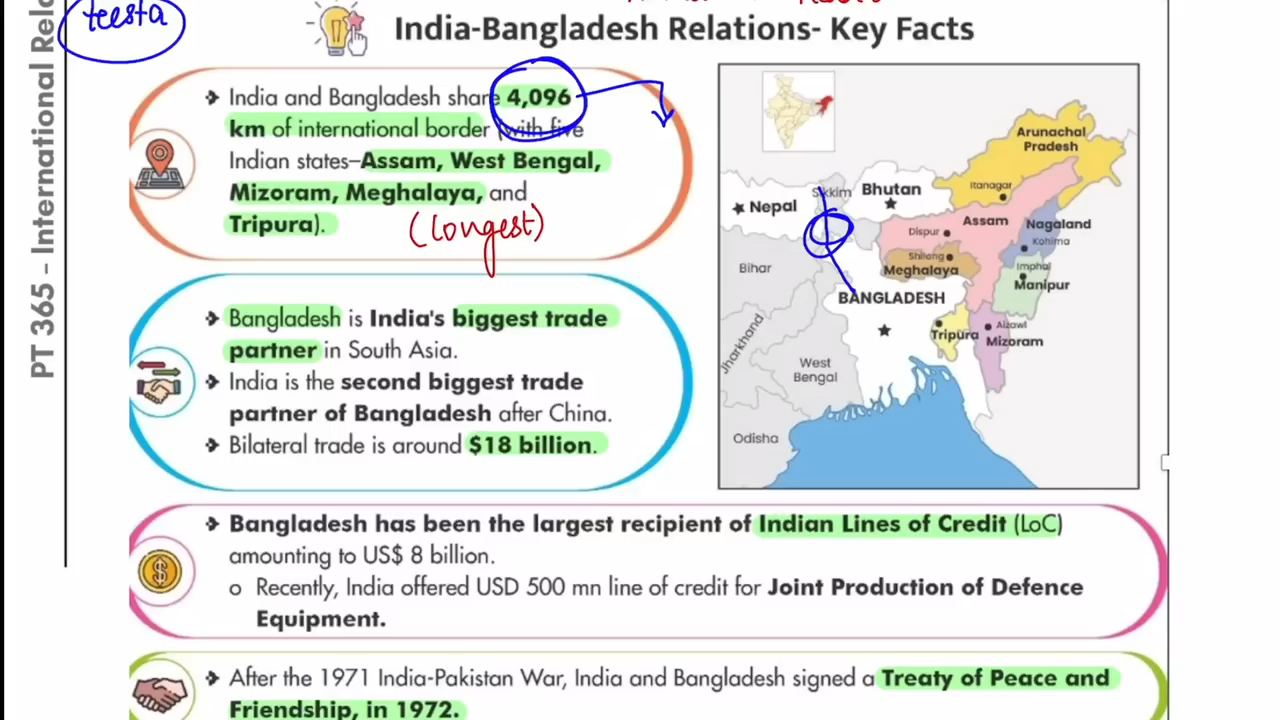 teesta
PT 365 - International Rela
India-Bangladesh Relations- Key Facts
India and Bangladesh share 4,096
km of international border (with five
Indian states–Assam, West Bengal,
Mizoram, Meghalaya, and
Tripura).
(longest)
Bangladesh is India's biggest trade
partner in South Asia.
India is the second biggest trade
partner of Bangladesh after China.
Bilateral trade is around $18 billion.
Arunachal
Pradesh
Itanagar
Sikkim
Bhutan
Nepal
Assam
Dispur
Nagaland
Kohima
Shillong
Meghalaya
Bihar
Imphal
Manipur
BANGLADESH
Tripura
Aizawl
Mizoram
Jharkhand
West
Bengal
Odisha
Bangladesh has been the largest recipient of Indian Lines of Credit (LoC)
amounting to US$ 8 billion.
o Recently, India offered USD 500 mn line of credit for Joint Production of Defence
Equipment.
After the 1971 India-Pakistan War, India and Bangladesh signed a Treaty of Peace and
Friendship, in 1972.